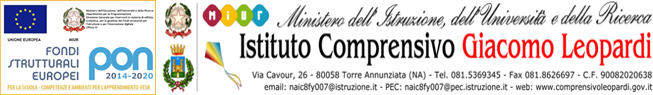 MIUR
Ministero dell'Istruzione, dell'Università e della Ricerca
Istituto Comprensivo Giacomo Leopardi
Via Cavour, 26 - 80058 Torre Annunziata (NA) - Tel. 081.5369345 - Fax 081.8626697 - C.F. 90082020638
email: naic8fy007@istruzione.it - PEC: naic8fy007@pec.istruzione.it - web: www.comprensivoleopardi.gov.it
UNIONE EUROPEA
MIUR
FONDI
STRUTTURALI
EUROPEI
pon
2014-2020
PER LA SCUOLA - COMPETENZE E AMBIENTI PER L'APPRENDIMENTO-FESR